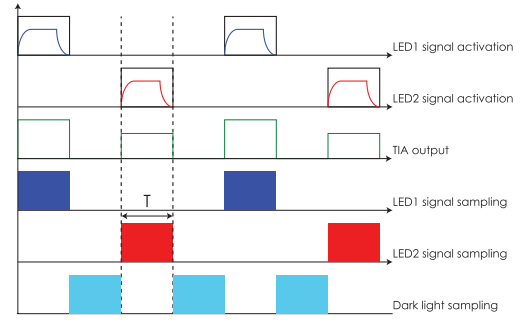 LED1 signal activation
LED2 signal activation
TIA output
LED1 signal sampling
T
LED2 signal sampling
Dark light sampling